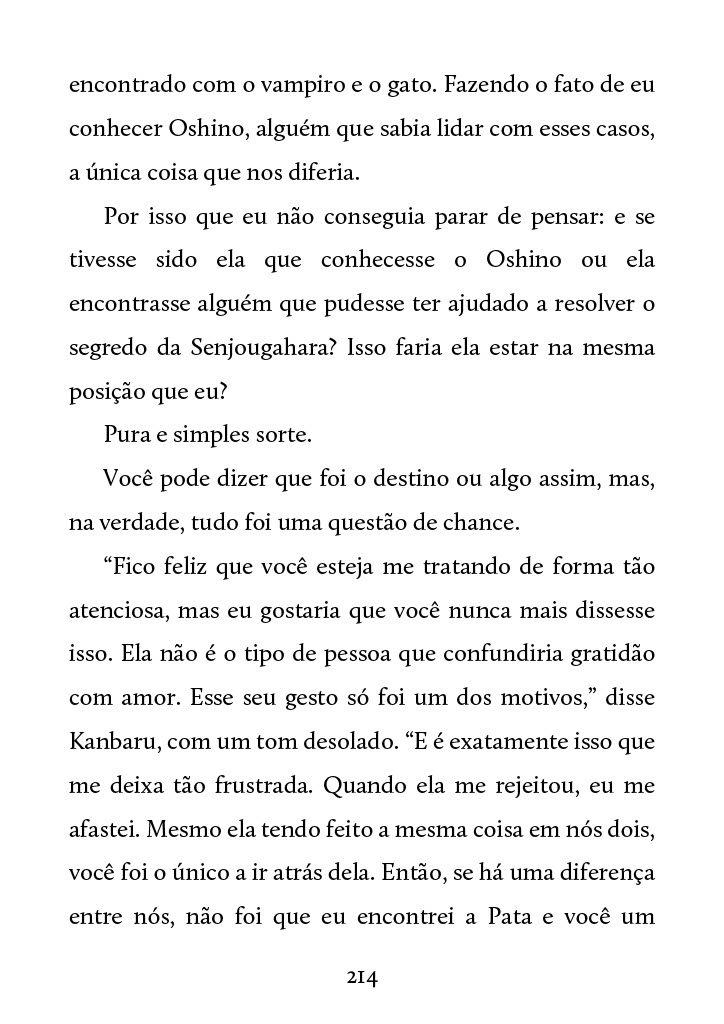 encontrado com o vampiro e o gato. Fazendo o fato de eu
conhecer Oshino, alguém que sabia lidar com esses casos,
a única coisa que nos diferia.
Por isso que eu não conseguia parar de pensar: e se
tivesse sido ela que conhecesse o Oshino ou ela
encontrasse alguém que pudesse ter ajudado a resolver o
segredo da Senjougahara? Isso faria ela estar na mesma
posição que eu?
Pura e simples sorte.
Você pode dizer que foi o destino ou algo assim, mas,
na verdade, tudo foi uma questão de chance.
“Fico feliz que você esteja me tratando de forma tão
atenciosa, mas eu gostaria que você nunca mais dissesse
isso. Ela não é o tipo de pessoa que confundiria gratidão
com amor. Esse seu gesto só foi um dos motivos,” disse
Kanbaru, com um tom desolado. “E é exatamente isso que
me deixa tão frustrada. Quando ela me rejeitou, eu me
afastei. Mesmo ela tendo feito a mesma coisa em nós dois,
você foi o único a ir atrás dela. Então, se há uma diferença
entre nós, não foi que eu encontrei a Pata e você um
214